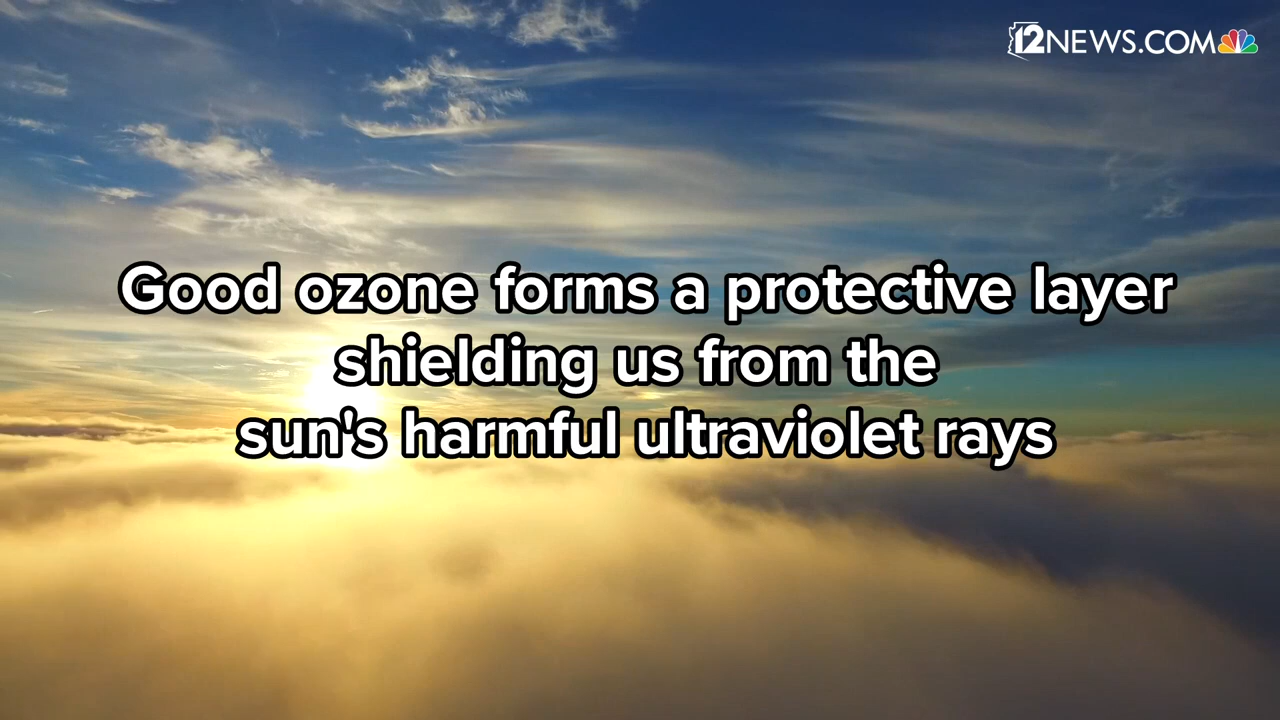 12NEWS.COM
Good ozone forms a protective layer
shielding us from the
sun's harmful ultraviolet rays